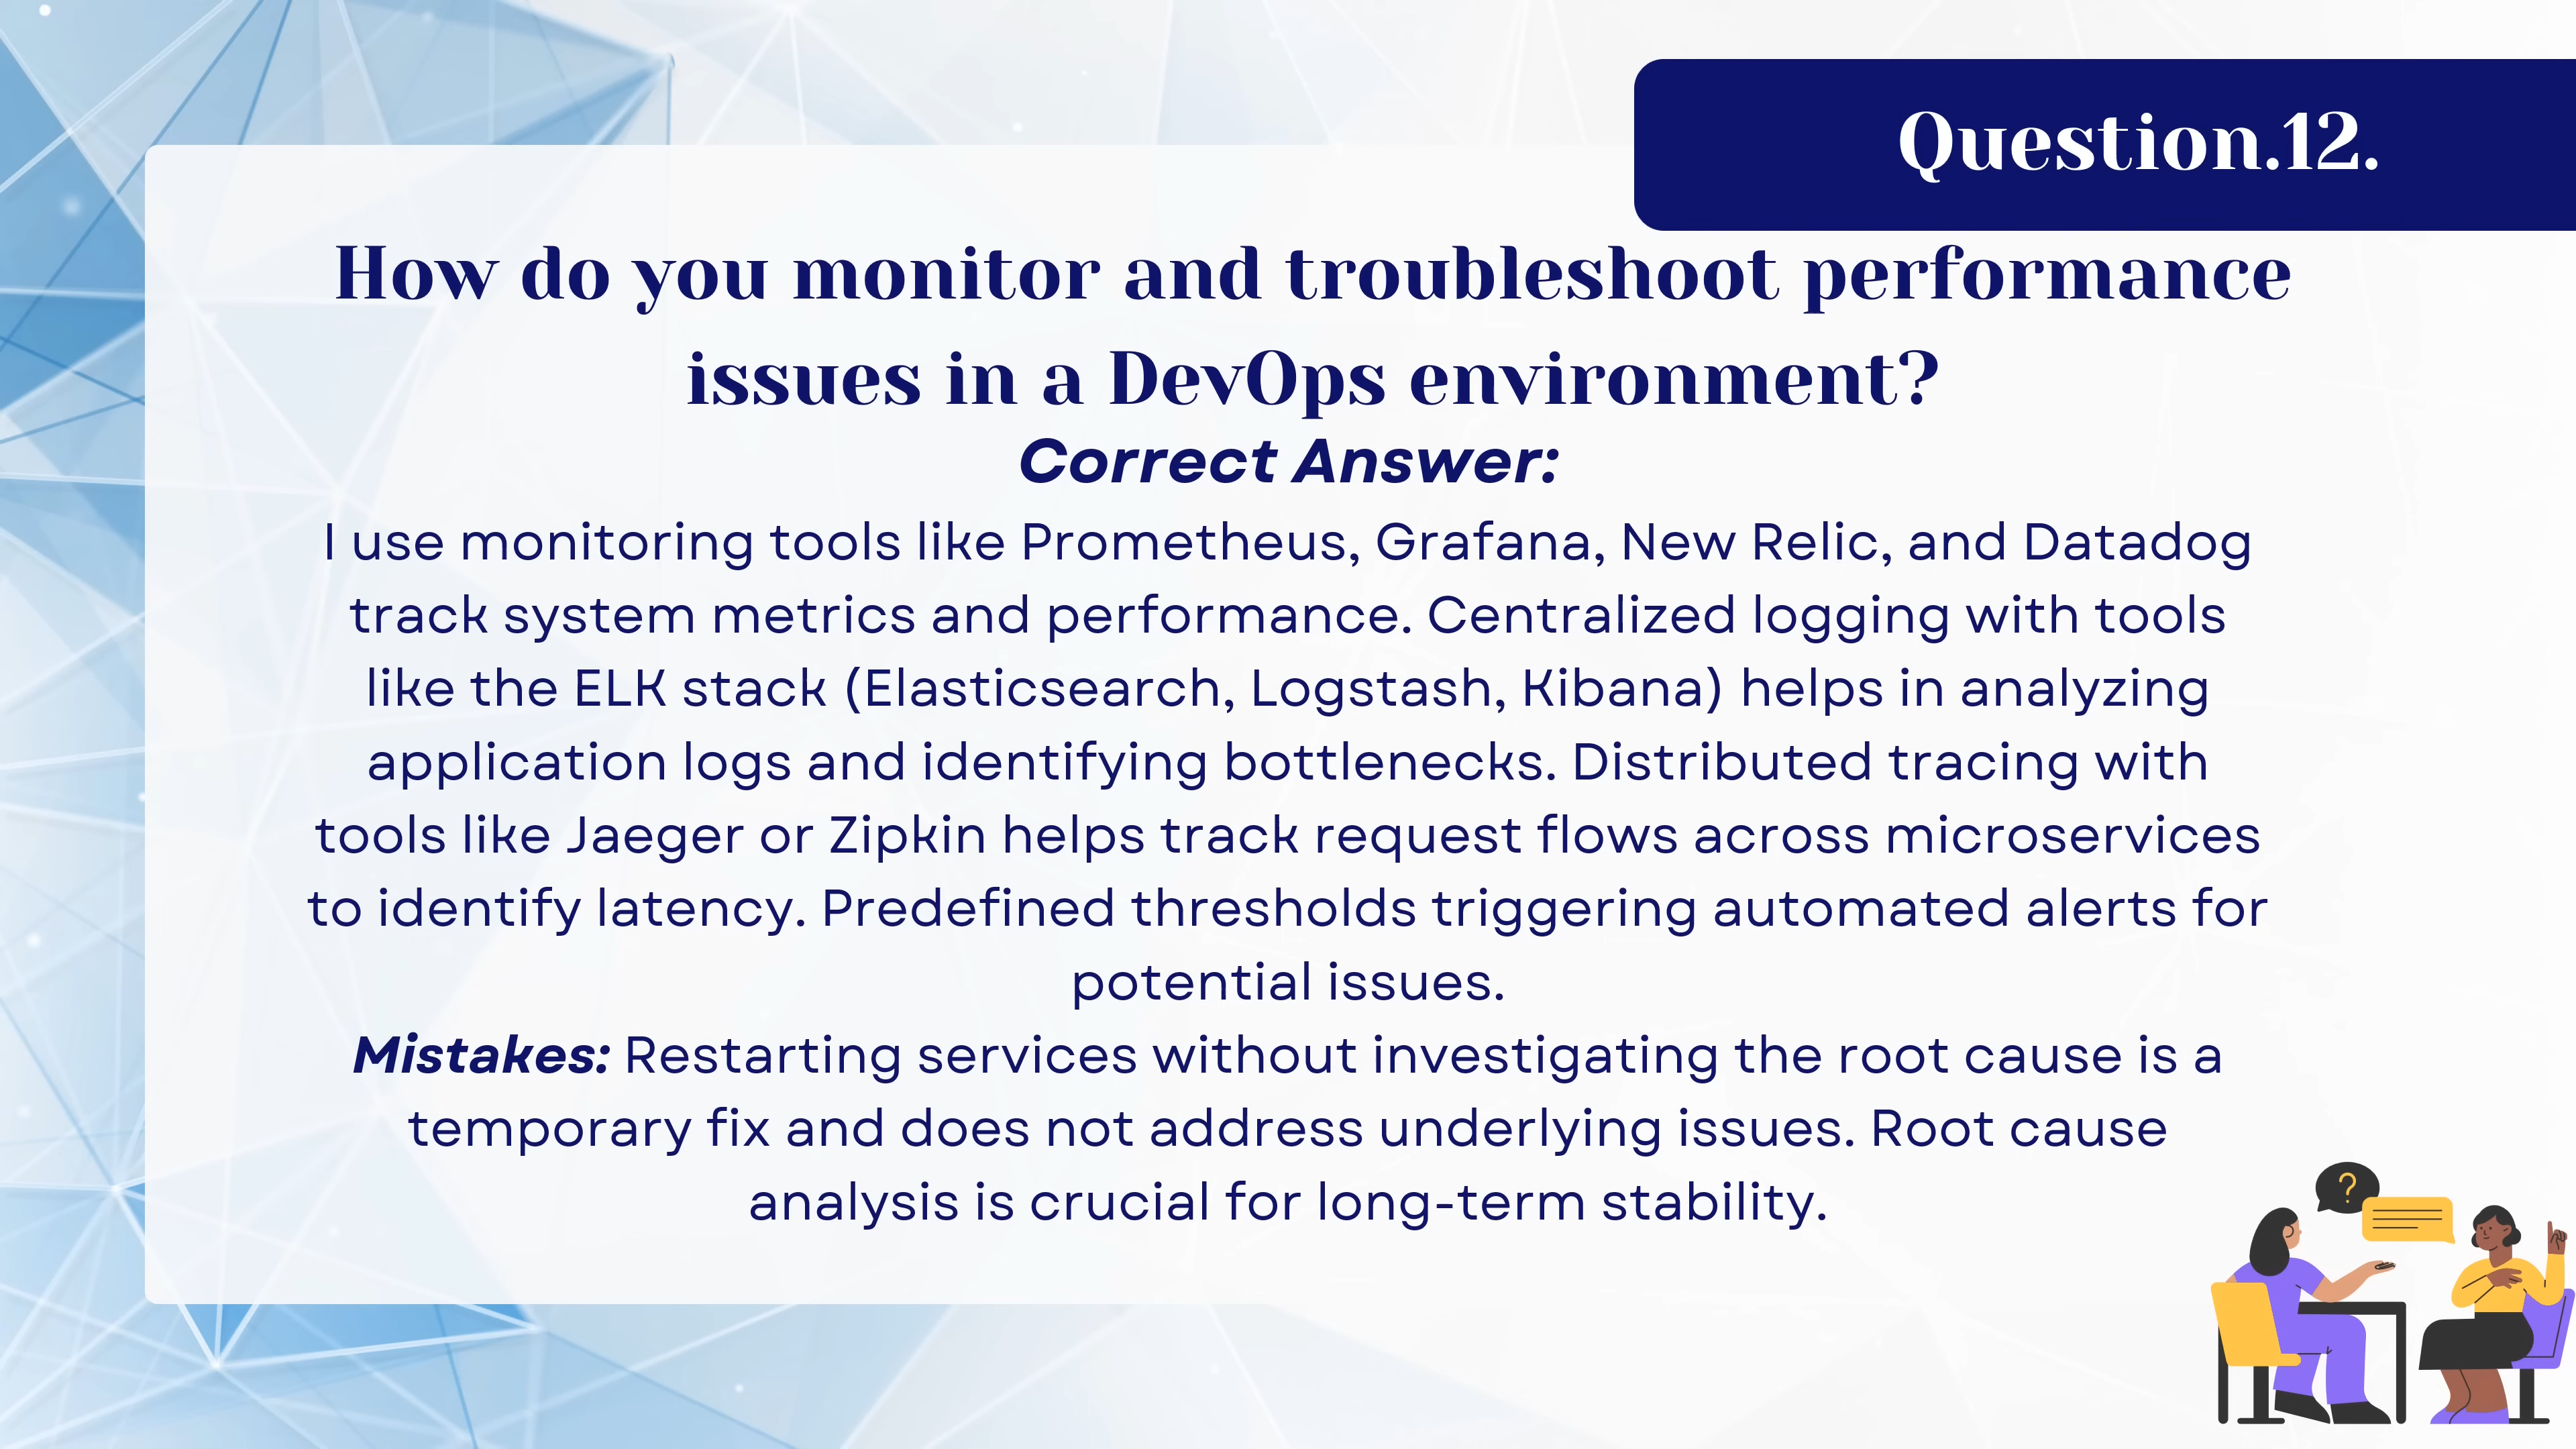 Question.12.
How do you monitor and troubleshoot performance
issues in a DevOps environment?
Correct Answer:
I use monitoring tools like Prometheus, Grafana, New Relic, and Datadog
track system metrics and performance. Centralized logging with tools
like the ELK stack (Elasticsearch, Logstash, Kibana) helps in analyzing
application logs and identifying bottlenecks. Distributed tracing with
tools like Jaeger or Zipkin helps track request flows across microservices
to identify latency. Predefined thresholds triggering automated alerts for
potential issues.
Mistakes: Restarting services without investigating the root cause is a
temporary fix and does not address underlying issues. Root cause
analysis is crucial for long-term stability.
?